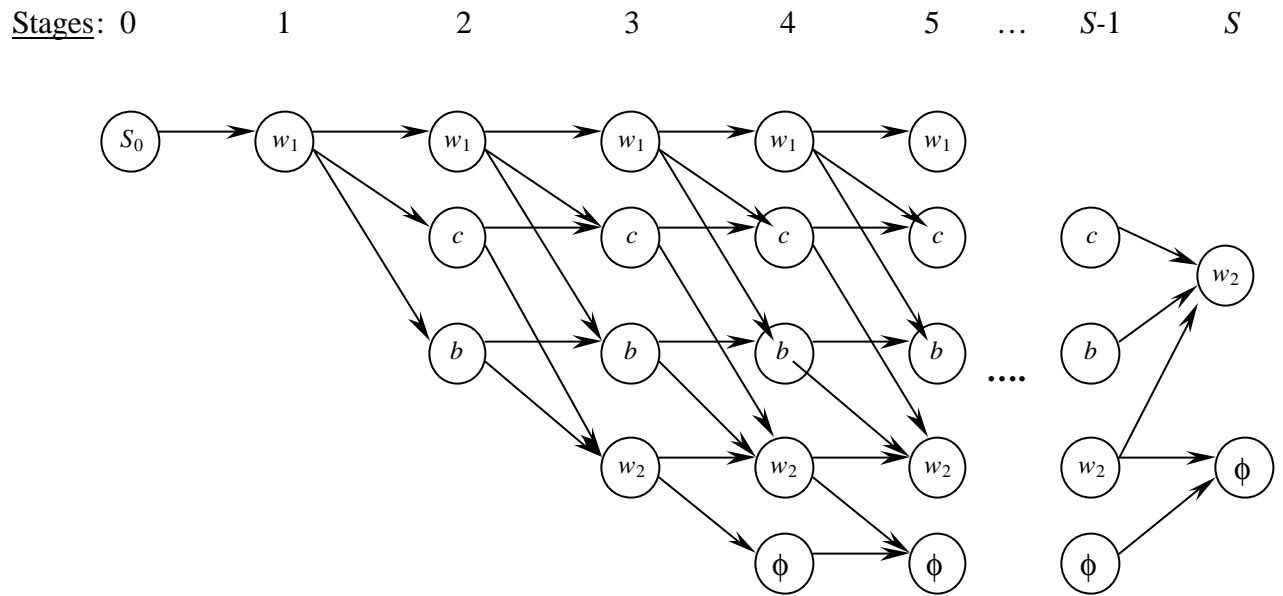 Stages: 0 1 2 3 4 5 … S-1 S
S₀ w₁ w₁ w₁ w₁ w₁
c c c c c
w₂
b b b b b
….
w₂ w₂ w₂ w₂ ϕ
ϕ ϕ ϕ